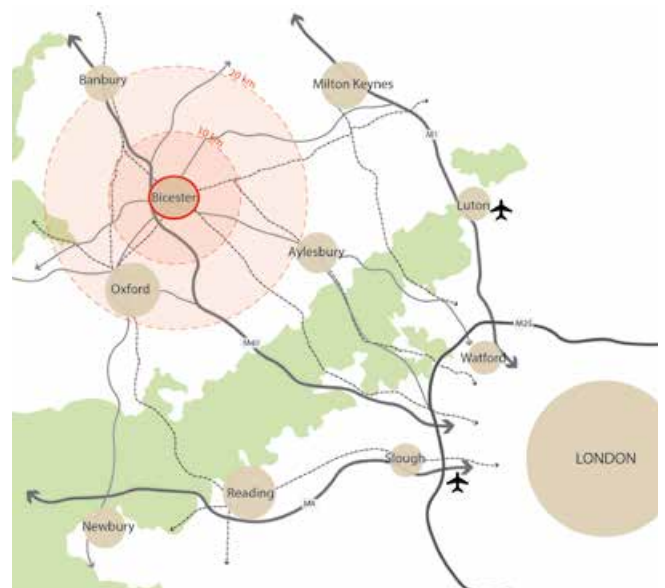 20 km
Banbury
Milton Keynes
10 km
M1
Bicester
Luton
Aylesbury
Oxford
M25
M40
Watford
Slough
LONDON
Reading
M4
Newbury